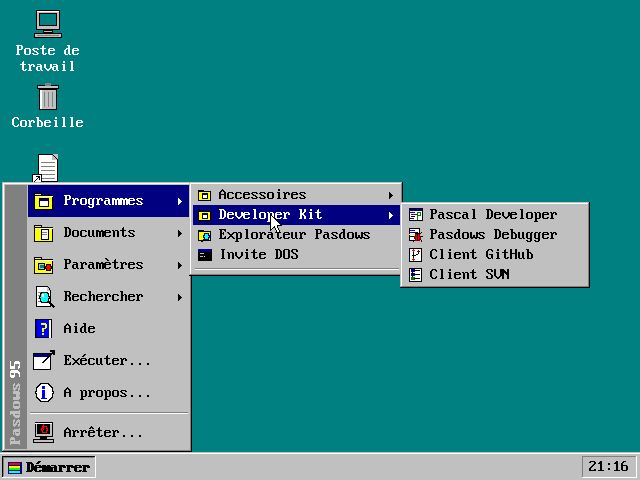 Poste de
travail
Corbeille
Programmes
Documents
Paramètres
Rechercher
Aide
Exécuter...
A propos...
Arrêter...
Pasdows 95
Accessoires
Developer Kit
Explorateur Pasdows
Invite DOS
Pascal Developer
Pasdows Debugger
Client GitHub
Client SVN
Démarrer
21:16